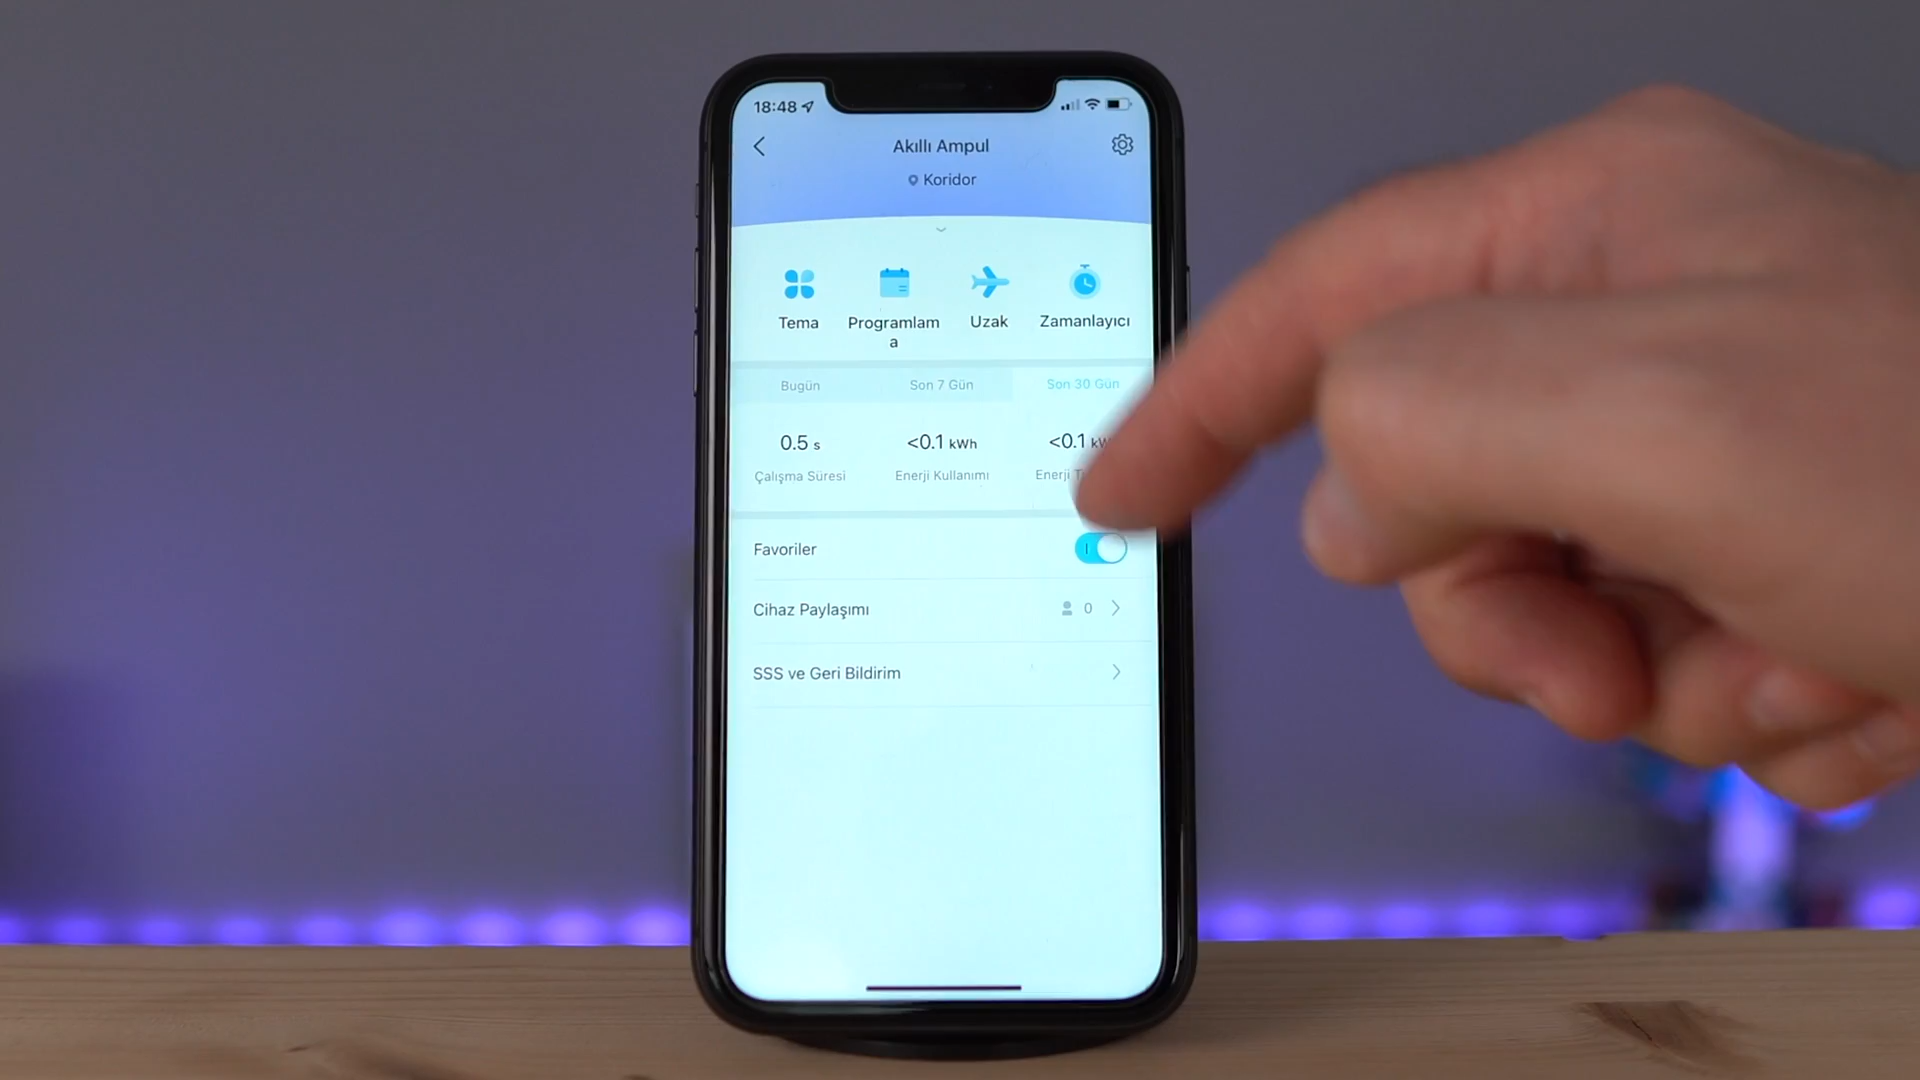 18:48
Akıllı Ampul
Koridor
Tema
Programlam
a
Uzak
Zamanlayıcı
Bugün
Son 7 Gün
Son 30 Gün
0.5 s
<0.1 kWh
<0.1
Çalışma Süresi
Enerji Kullanımı
Enerji
Favoriler
Cihaz Paylaşımı
0
SSS ve Geri Bildirim